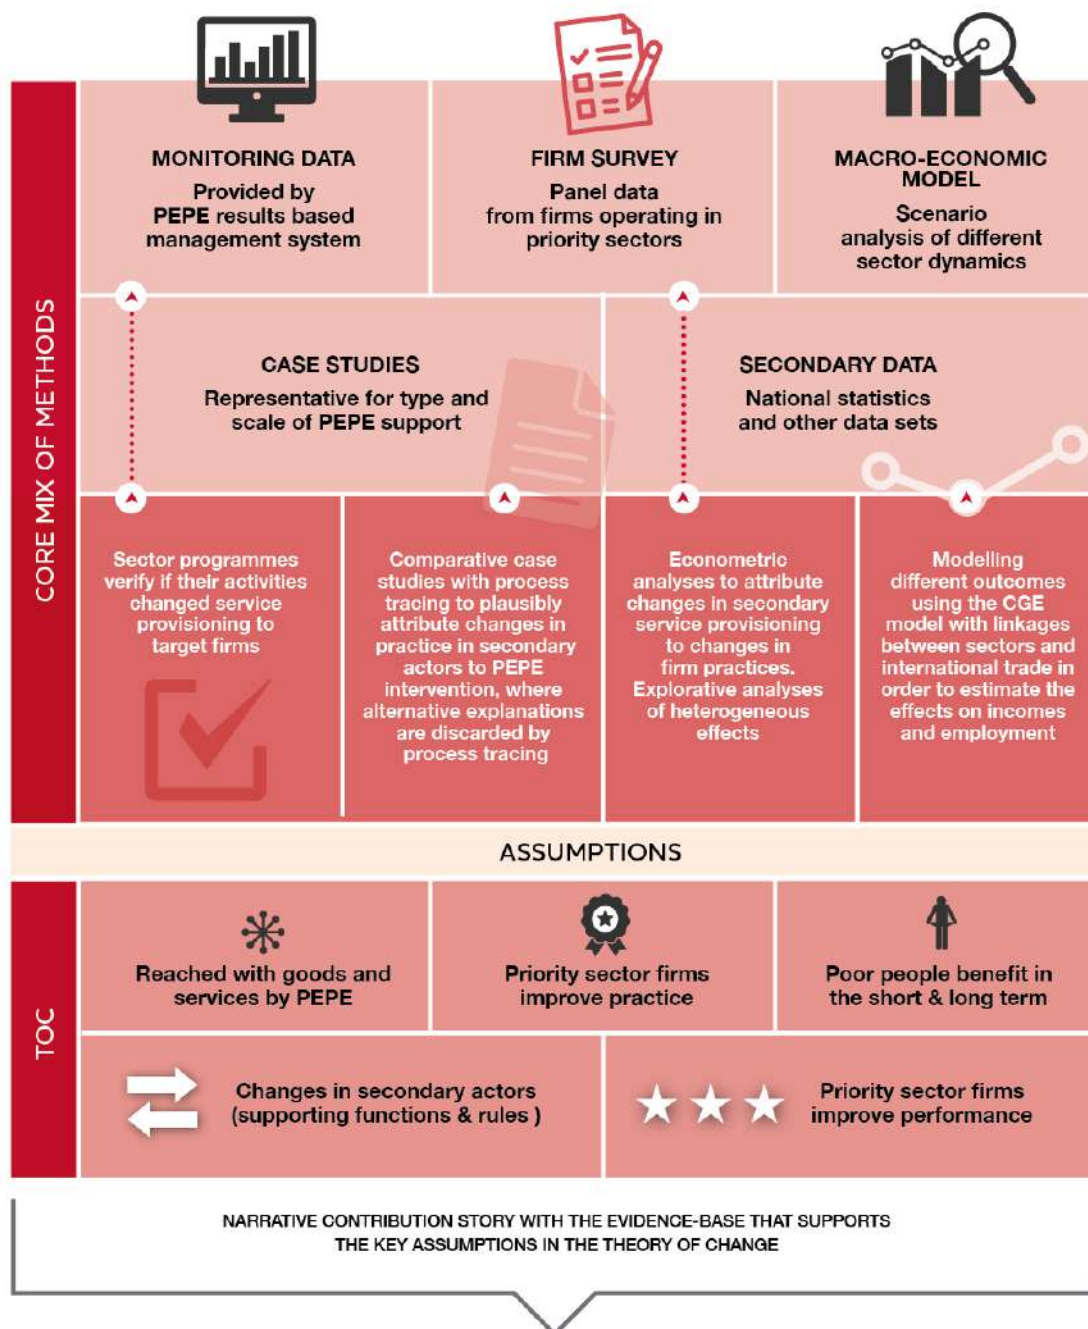 MONITORING DATA
Provided by
PEPE results based
management system
FIRM SURVEY
Panel data
from firms operating in
priority sectors
MACRO-ECONOMIC
MODEL
Scenario
analysis of different
sector dynamics
CORE MIX OF METHODS
CASE STUDIES
Representative for type and
scale of PEPE support
SECONDARY DATA
National statistics
and other data sets
Sector programmes
verify if their activities
changed service
provisioning to
target firms
Comparative case
studies with process
tracing to plausibly
attribute changes in
practice in secondary
actors to PEPE
intervention, where
alternative explanations
are discarded by
process tracing
Econometric
analyses to attribute
changes in secondary
service provisioning
to changes in
firm practices.
Explorative analyses
of heterogeneous
effects
Modelling
different outcomes
using the CGE
model with linkages
between sectors and
international trade in
order to estimate the
effects on incomes
and employment
ASSUMPTIONS
TOC
Reached with goods and
services by PEPE
Priority sector firms
improve practice
Poor people benefit in
the short & long term
Changes in secondary actors
(supporting functions & rules )
Priority sector firms
improve performance
NARRATIVE CONTRIBUTION STORY WITH THE EVIDENCE-BASE THAT SUPPORTS
THE KEY ASSUMPTIONS IN THE THEORY OF CHANGE